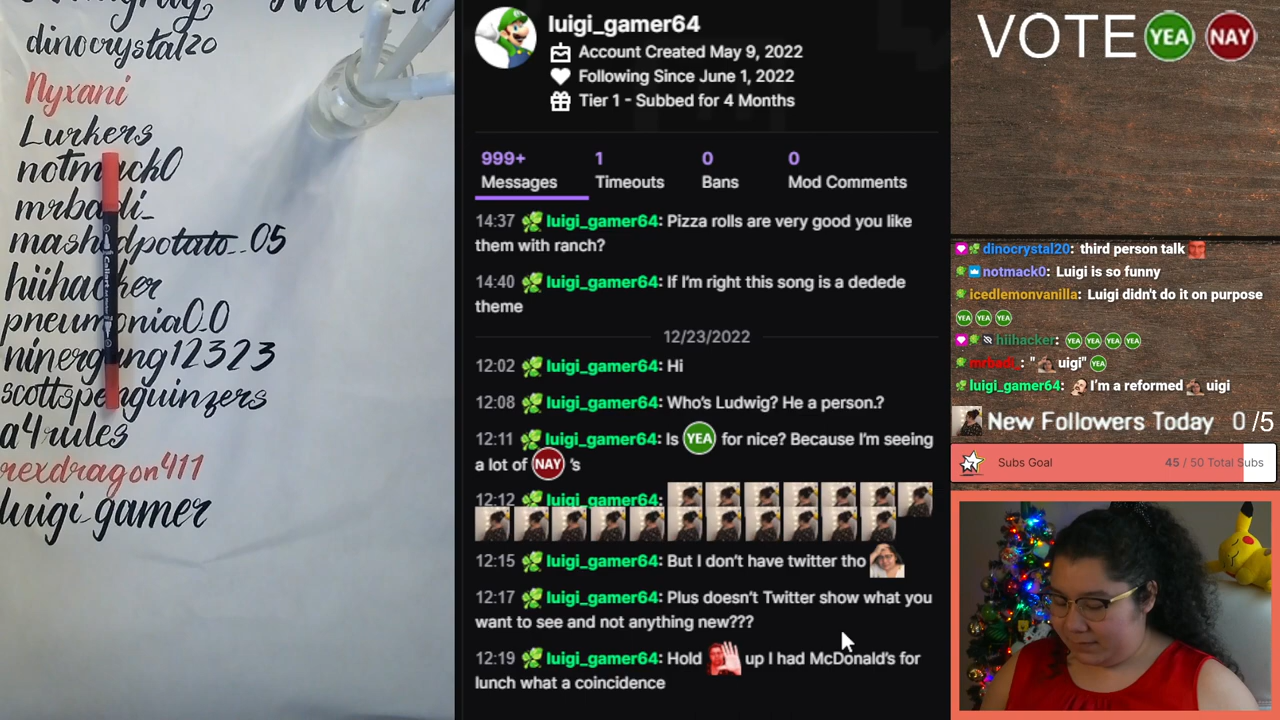 dinocrystal20
Nyxani
Lurkers
notmack0
mrbadi_
mashedpotato_05
hiihacker
pneumonia0_0
ninergang12323
scottspenguinzers
a4rules
rexdragon411
luigi_gamer
luigi_gamer64
Account Created May 9, 2022
Following Since June 1, 2022
Tier 1 - Subbed for 4 Months
999+ 1 0 0
Messages Timeouts Bans Mod Comments
14:37 luigi_gamer64: Pizza rolls are very good you like
them with ranch?
14:40 luigi_gamer64: If I'm right this song is a dedede
theme
12/23/2022
12:02 luigi_gamer64: Hi
12:08 luigi_gamer64: Who's Ludwig? He a person.?
12:11 luigi_gamer64: Is YEA for nice? Because I'm seeing
a lot of NAY 's
12:12 luigi_gamer64:
12:15 luigi_gamer64: But I don't have twitter tho
12:17 luigi_gamer64: Plus doesn't Twitter show what you
want to see and not anything new???
12:19 luigi_gamer64: Hold up I had McDonald's for
lunch what a coincidence
VOTE YEA NAY
dinocrystal20: third person talk
notmack0: Luigi is so funny
icedlemonvanilla: Luigi didn't do it on purpose
YEA YEA YEA
hiihacker: YEA YEA YEA YEA
mrbadi_: " uigi" YEA
luigi_gamer64: I'm a reformed uigi
New Followers Today 0 /5
Subs Goal 45 / 50 Total Subs